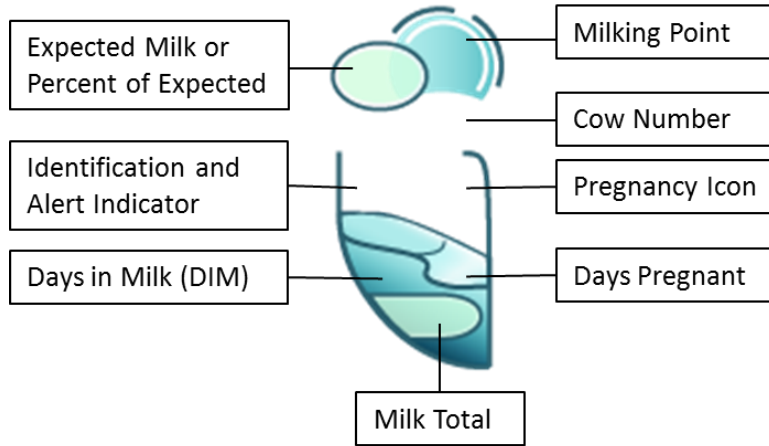 Expected Milk or
Percent of Expected
Milking Point
Cow Number
Identification and
Alert Indicator
Pregnancy Icon
Days in Milk (DIM)
Days Pregnant
Milk Total